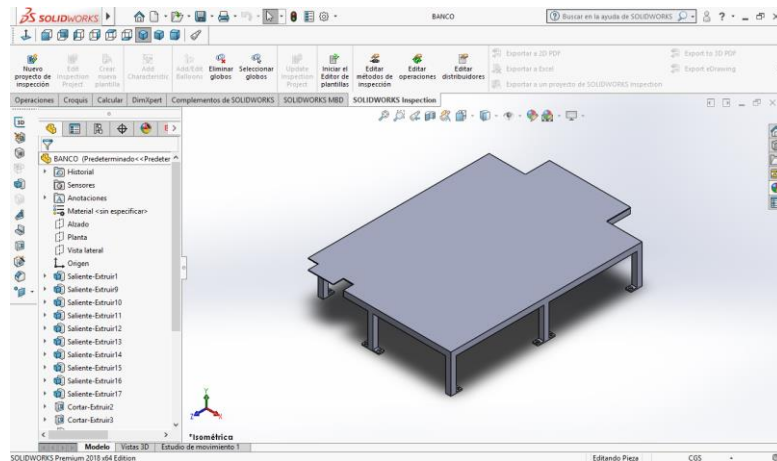 SOLIDWORKS
BANCO
Buscar en la ayuda de SOLIDWORKS
Nuevo proyecto de inspección
Edit Inspection Project
Crear nueva plantilla
Add Characteristic
Add/Edit Balloons
Eliminar globos
Seleccionar globos
Update Inspection Project
Iniciar el Editor de plantillas
Editar métodos de inspección
Editar operaciones
Editar distribuidores
Exportar a 2D PDF
Exportar a Excel
Exportar a un proyecto de SOLIDWORKS Inspection
Export to 3D PDF
Export eDrawing
Operaciones Croquis Calcular DimXpert Complementos de SOLIDWORKS SOLIDWORKS MBD SOLIDWORKS Inspection
BANCO (Predeterminado<<Predeter
Historial
Sensores
Anotaciones
Material <sin especificar>
Alzado
Planta
Vista lateral
Origen
Saliente-Extruir1
Saliente-Extruir9
Saliente-Extruir10
Saliente-Extruir11
Saliente-Extruir12
Saliente-Extruir13
Saliente-Extruir14
Saliente-Extruir15
Saliente-Extruir16
Saliente-Extruir17
Cortar-Extruir2
Cortar-Extruir3
*Isométrica
Modelo Vistas 3D Estudio de movimiento 1
SOLIDWORKS Premium 2018 x64 Edition
Editando Pieza CGS